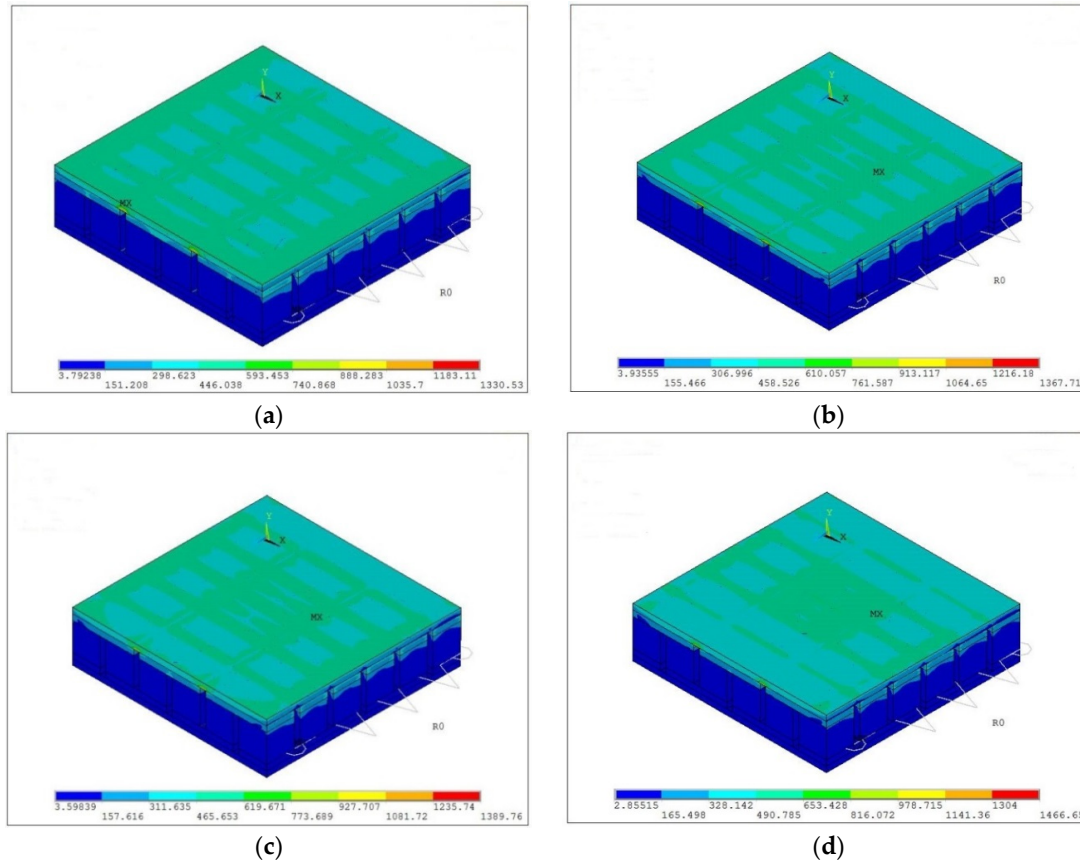 Y
X
MX
R0
3.79238 298.623 593.453 888.283 1183.11
151.208 446.038 740.868 1035.7 1330.53
(a)
Y
X
MX
R0
3.93555 306.996 610.057 913.117 1216.18
155.466 458.526 761.587 1064.65 1367.71
(b)
Y
X
MX
R0
3.59839 311.635 619.671 927.707 1235.74
157.616 465.653 773.689 1081.72 1389.76
(c)
Y
X
MX
R0
2.85515 328.142 653.428 978.715 1304
165.498 490.785 816.072 1141.36 1466.65
(d)